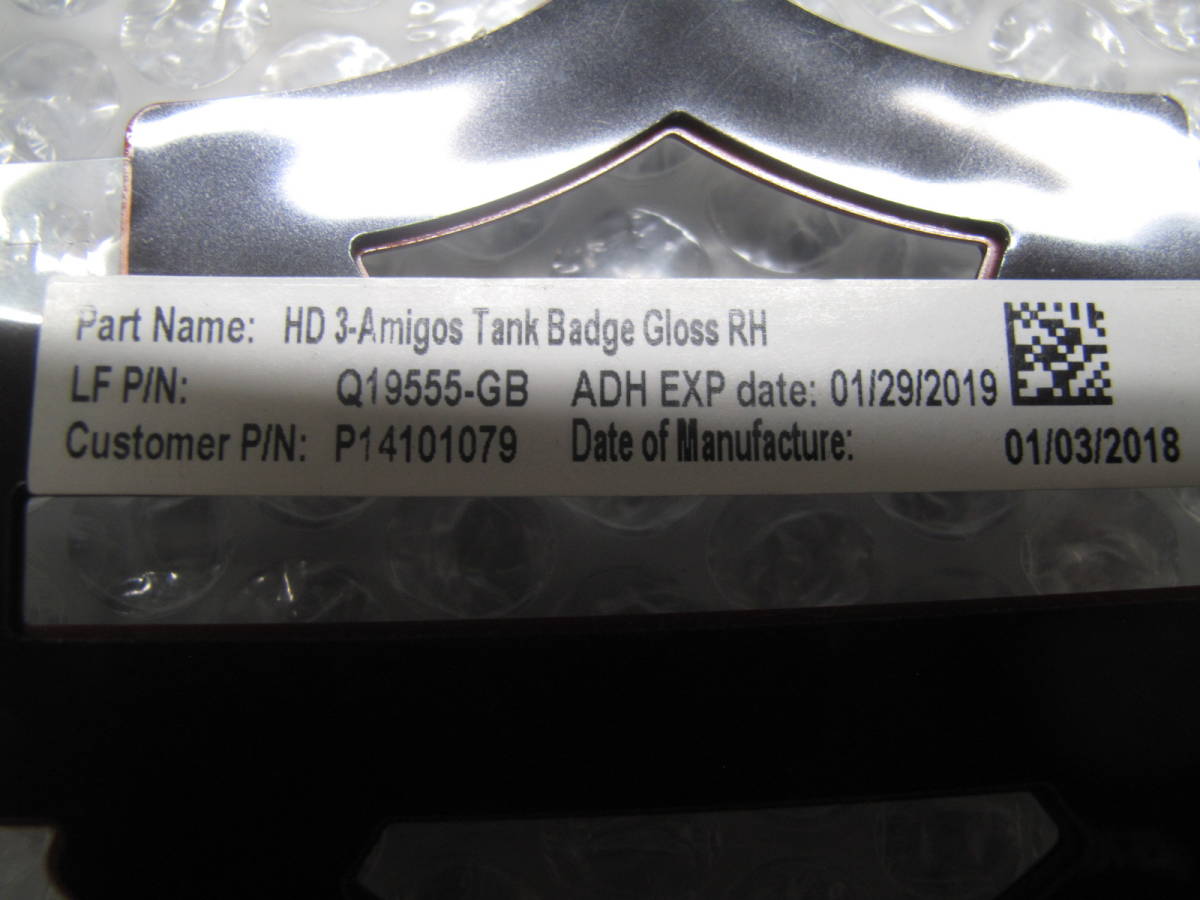 Part Name: HD 3-Amigos Tank Badge Gloss RH
LF P/N: Q19555-GB ADH EXP date: 01/29/2019
Customer P/N: P14101079 Date of Manufacture: 01/03/2018